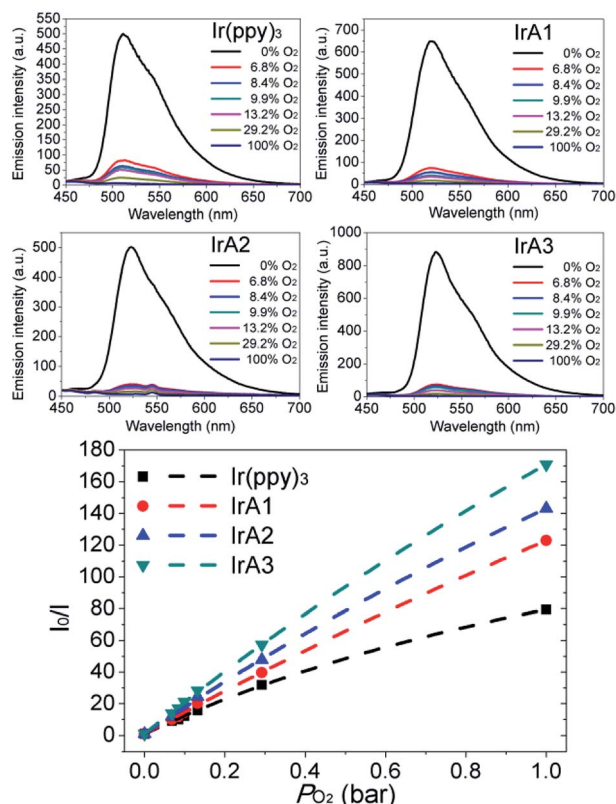 Ir(ppy)₃
Emission intensity (a.u.)
500
450
400
350
300
250
200
150
100
50
0
0% O₂
6.8% O₂
8.4% O₂
9.9% O₂
13.2% O₂
29.2% O₂
100% O₂
450 500 550 600 650 700
Wavelength (nm)
IrA1
Emission intensity (a.u.)
700
600
500
400
300
200
100
0
0% O₂
6.8% O₂
8.4% O₂
9.9% O₂
13.2% O₂
29.2% O₂
100% O₂
450 500 550 600 650 700
Wavelength (nm)
IrA2
Emission intensity (a.u.)
500
400
300
200
100
0
0% O₂
6.8% O₂
8.4% O₂
9.9% O₂
13.2% O₂
29.2% O₂
100% O₂
450 500 550 600 650 700
Wavelength (nm)
IrA3
Emission intensity (a.u.)
1000
800
600
400
200
0
0% O₂
6.8% O₂
8.4% O₂
9.9% O₂
13.2% O₂
29.2% O₂
100% O₂
450 500 550 600 650 700
Wavelength (nm)
I₀/I
180
160
140
120
100
80
60
40
20
0
Ir(ppy)₃
IrA1
IrA2
IrA3
0.0 0.2 0.4 0.6 0.8 1.0
PO₂ (bar)